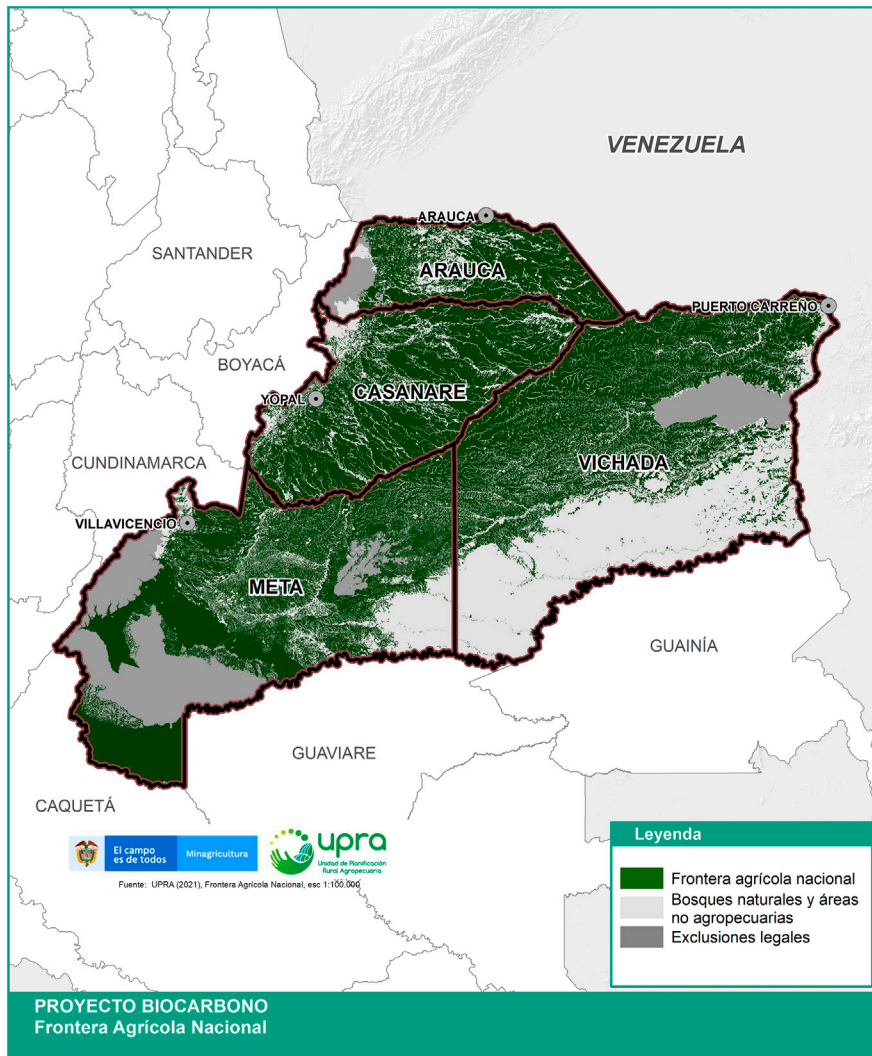 VENEZUELA
ARAUCA
SANTANDER
ARAUCA
PUERTO CARREÑO
BOYACÁ
YOPAL
CASANARE
CUNDINAMARCA
VICHADA
VILLAVICENCIO
META
GUAINÍA
GUAVIARE
CAQUETÁ
El campo
es de todos
Minagricultura
upra
Unidad de Planificación
Rural Agropecuaria
Fuente: UPRA (2021), Frontera Agrícola Nacional, esc 1:100.000
Leyenda
Frontera agrícola nacional
Bosques naturales y áreas
no agropecuarias
Exclusiones legales
PROYECTO BIOCARBONO
Frontera Agrícola Nacional